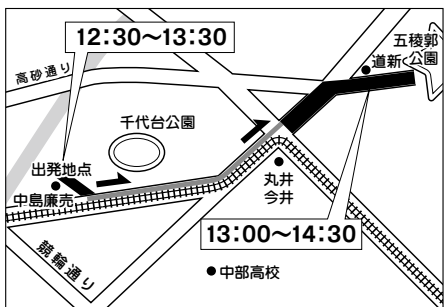 12:30〜13:30
五稜郭
公園
道新
高砂通り
千代台公園
出発地点
中島廉売
丸井
今井
13:00〜14:30
競輪通り
中部高校